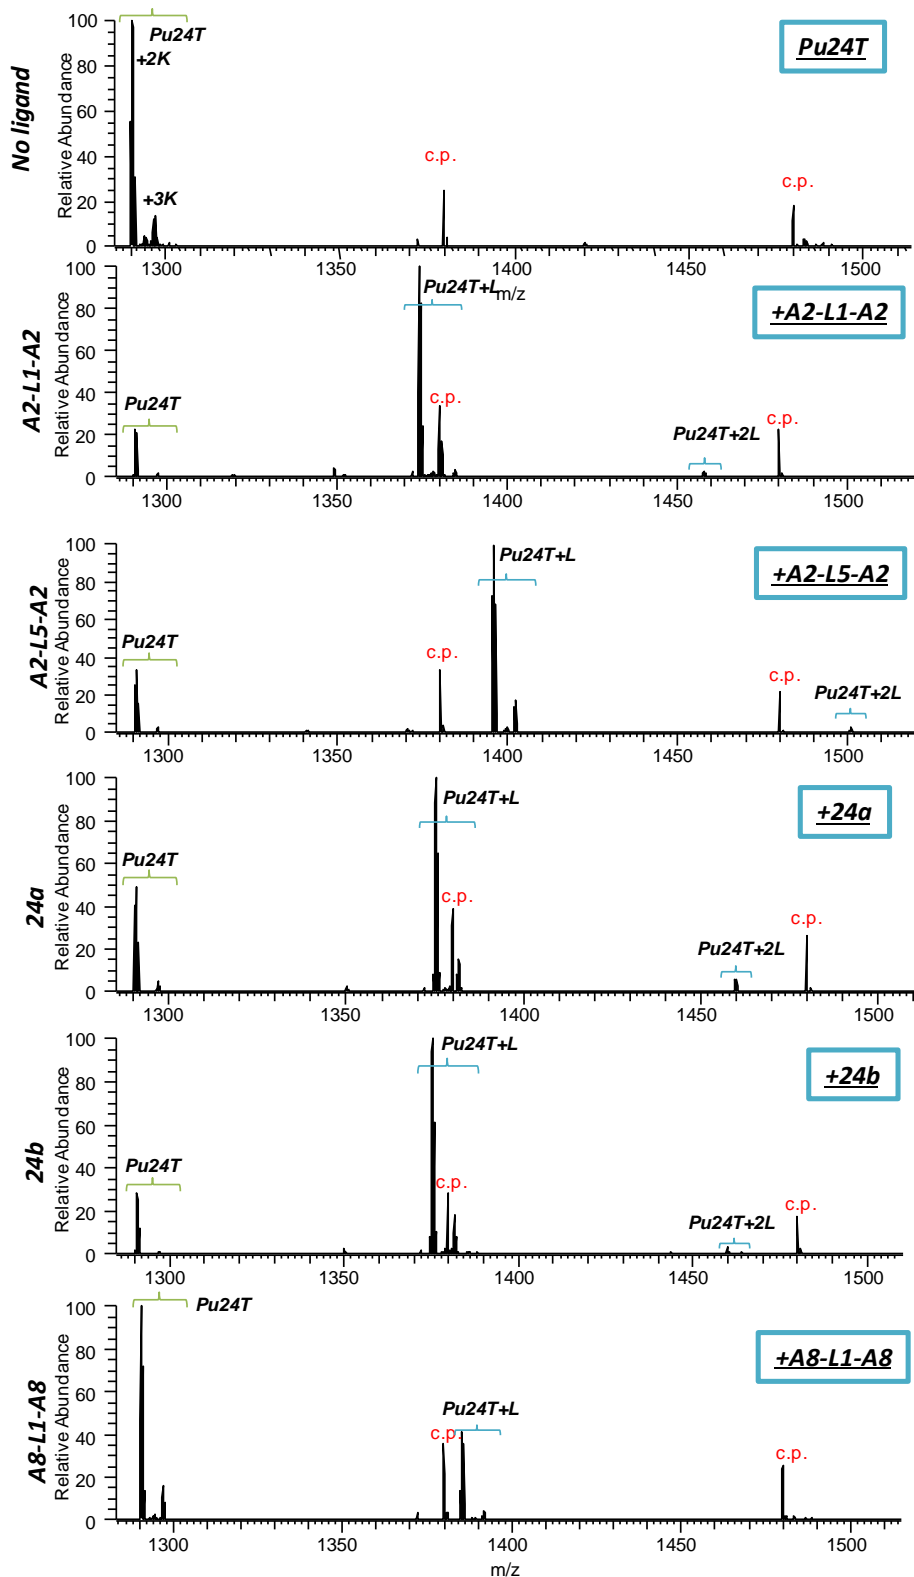 No ligand
Relative Abundance
100
80
60
40
20
0
Pu24T
+2K
+3K
c.p.
c.p.
Pu24T
1300
1350
1400
1450
1500
m/z
A2-L1-A2
Relative Abundance
100
80
60
40
20
0
Pu24T
Pu24T+L
c.p.
Pu24T+2L
c.p.
+A2-L1-A2
1300
1350
1400
1450
1500
A2-L5-A2
Relative Abundance
100
80
60
40
20
0
Pu24T
c.p.
Pu24T+L
c.p.
Pu24T+2L
+A2-L5-A2
1300
1350
1400
1450
1500
24a
Relative Abundance
100
80
60
40
20
0
Pu24T
Pu24T+L
c.p.
Pu24T+2L
c.p.
+24a
1300
1350
1400
1450
1500
24b
Relative Abundance
100
80
60
40
20
0
Pu24T
Pu24T+L
c.p.
Pu24T+2L
c.p.
+24b
1300
1350
1400
1450
1500
A8-L1-A8
Relative Abundance
100
80
60
40
20
0
Pu24T
c.p.
Pu24T+L
c.p.
+A8-L1-A8
1300
1350
1400
1450
1500
m/z